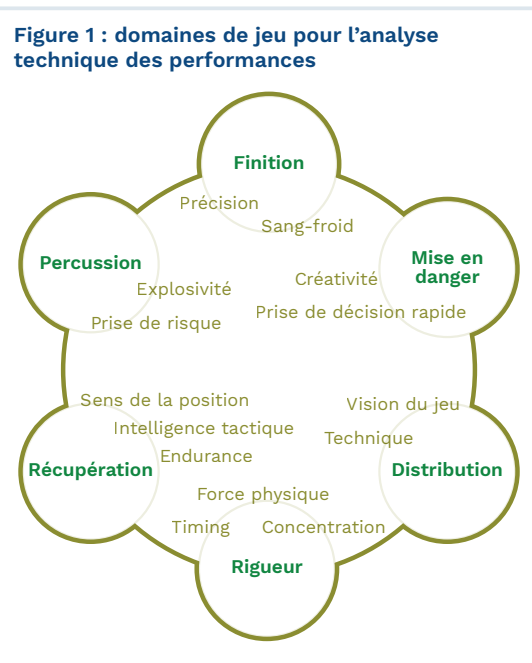 Figure 1 : domaines de jeu pour l’analyse
technique des performances
Finition
Précision
Sang-froid
Percussion
Explosivité
Prise de risque
Mise en
danger
Créativité
Prise de décision rapide
Sens de la position
Intelligence tactique
Endurance
Récupération
Vision du jeu
Technique
Distribution
Force physique
Timing
Concentration
Rigueur